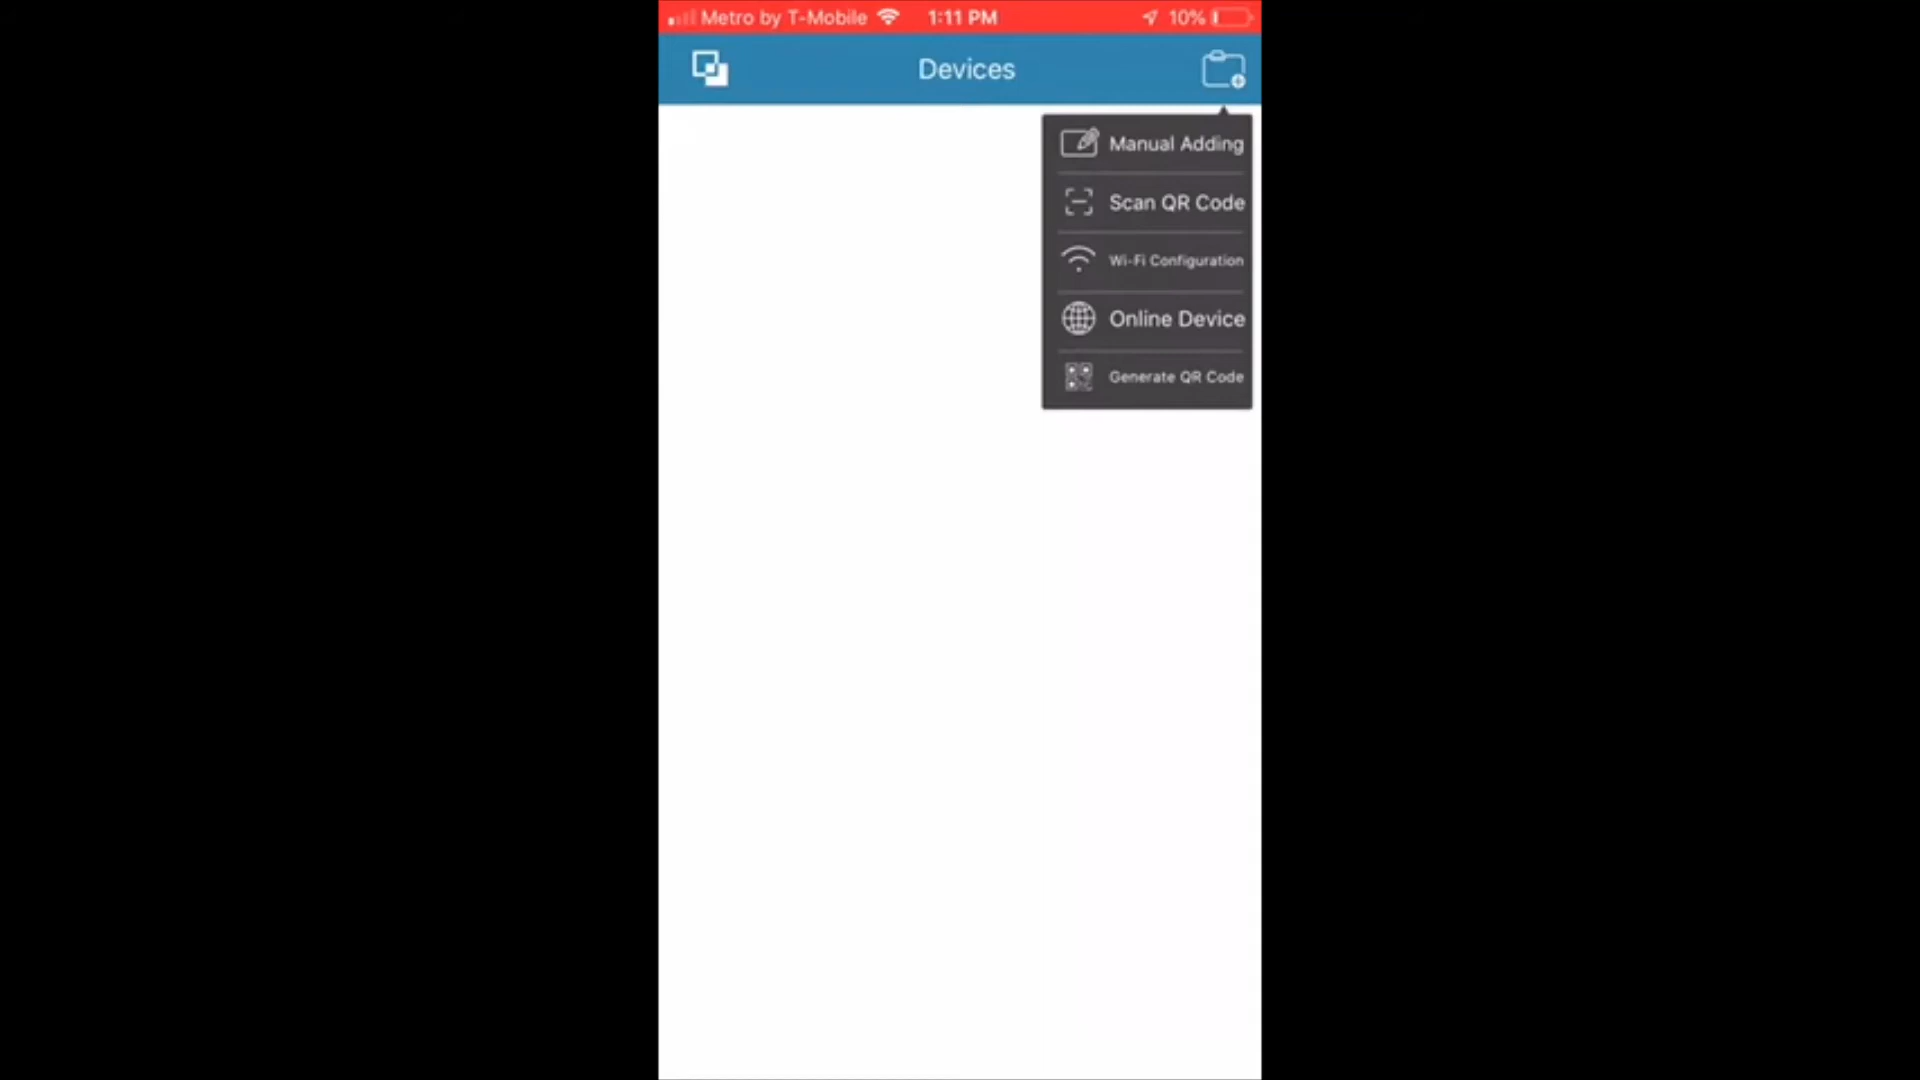 Metro by T-Mobile 1:11 PM 10%
Devices
Manual Adding
Scan QR Code
Wi-Fi Configuration
Online Device
Generate QR Code